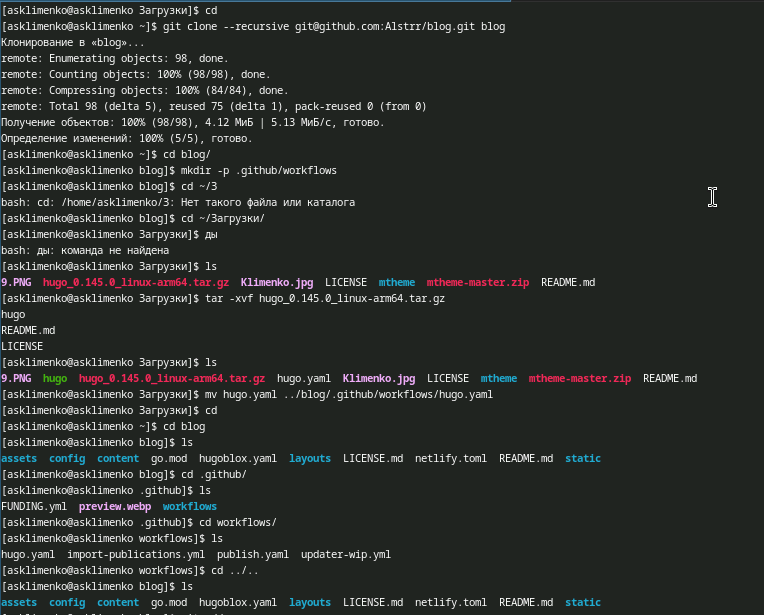 [asklimenko@asklimenko Загрузки]$ cd
[asklimenko@asklimenko ~]$ git clone --recursive git@github.com:Alstrr/blog.git blog
Клонирование в «blog»...
remote: Enumerating objects: 98, done.
remote: Counting objects: 100% (98/98), done.
remote: Compressing objects: 100% (84/84), done.
remote: Total 98 (delta 5), reused 75 (delta 1), pack-reused 0 (from 0)
Получение объектов: 100% (98/98), 4.12 МиБ | 5.13 МиБ/с, готово.
Определение изменений: 100% (5/5), готово.
[asklimenko@asklimenko ~]$ cd blog/
[asklimenko@asklimenko blog]$ mkdir -p .github/workflows
[asklimenko@asklimenko blog]$ cd ~/З
bash: cd: /home/asklimenko/З: Нет такого файла или каталога
[asklimenko@asklimenko blog]$ cd ~/Загрузки/
[asklimenko@asklimenko Загрузки]$ ды
bash: ды: команда не найдена
[asklimenko@asklimenko Загрузки]$ ls
9.PNG hugo_0.145.0_linux-arm64.tar.gz Klimenko.jpg LICENSE mtheme mtheme-master.zip README.md
[asklimenko@asklimenko Загрузки]$ tar -xvf hugo_0.145.0_linux-arm64.tar.gz
hugo
README.md
LICENSE
[asklimenko@asklimenko Загрузки]$ ls
9.PNG hugo hugo_0.145.0_linux-arm64.tar.gz hugo.yaml Klimenko.jpg LICENSE mtheme mtheme-master.zip README.md
[asklimenko@asklimenko Загрузки]$ mv hugo.yaml ../blog/.github/workflows/hugo.yaml
[asklimenko@asklimenko Загрузки]$ cd
[asklimenko@asklimenko ~]$ cd blog
[asklimenko@asklimenko blog]$ ls
assets config content go.mod hugoblox.yaml layouts LICENSE.md netlify.toml README.md static
[asklimenko@asklimenko blog]$ cd .github/
[asklimenko@asklimenko .github]$ ls
FUNDING.yml preview.webp workflows
[asklimenko@asklimenko .github]$ cd workflows/
[asklimenko@asklimenko workflows]$ ls
hugo.yaml import-publications.yml publish.yaml updater-wip.yml
[asklimenko@asklimenko workflows]$ cd ../..
[asklimenko@asklimenko blog]$ ls
assets config content go.mod hugoblox.yaml layouts LICENSE.md netlify.toml README.md static